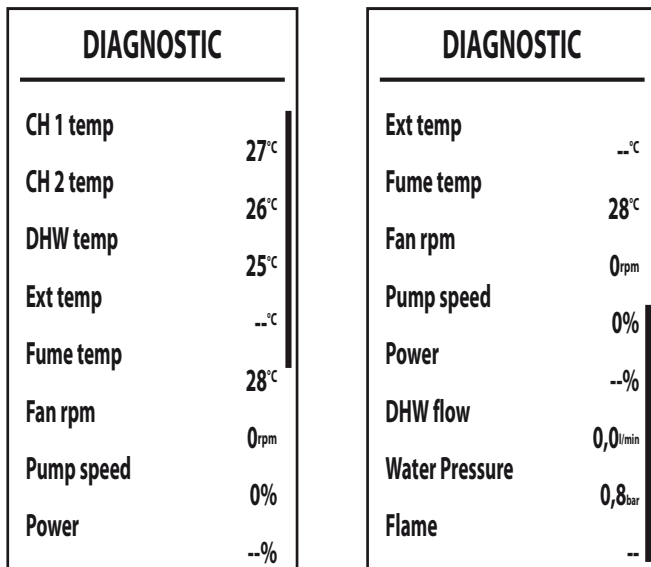 DIAGNOSTIC
CH 1 temp
27°C
CH 2 temp
26°C
DHW temp
25°C
Ext temp
--°C
Fume temp
28°C
Fan rpm
0rpm
Pump speed
0%
Power
--%
DIAGNOSTIC
Ext temp
--°C
Fume temp
28°C
Fan rpm
0rpm
Pump speed
0%
Power
--%
DHW flow
0,0l/min
Water Pressure
0,8bar
Flame
--